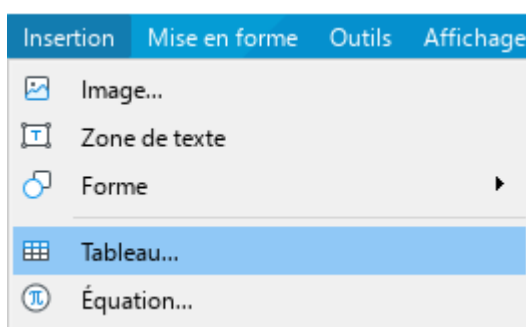 Insertion Mise en forme Outils Affichage
Image...
Zone de texte
Forme
Tableau...
Équation...